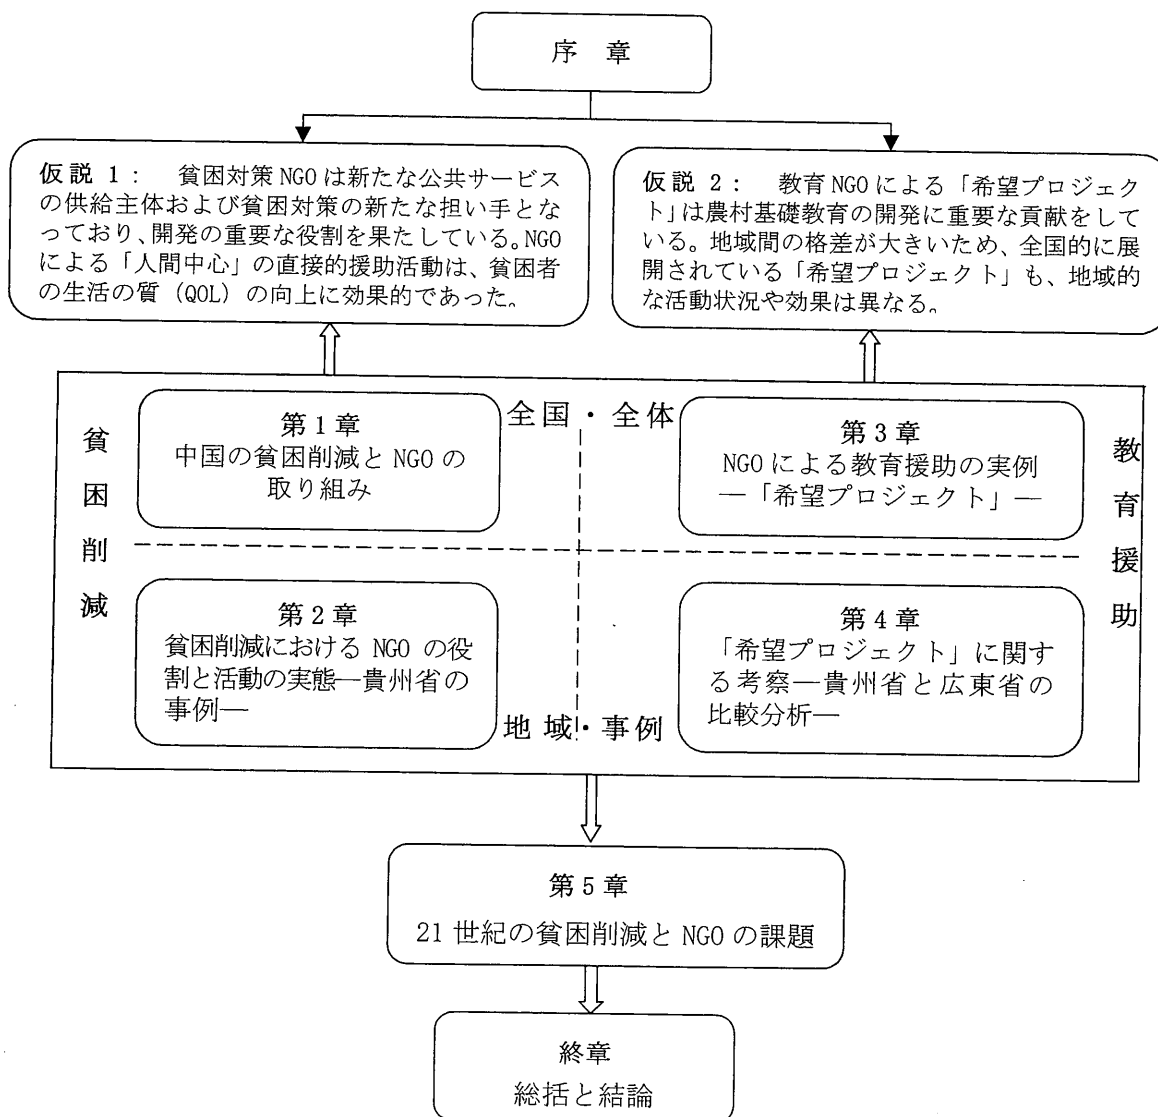 序 章
仮説 1： 貧困対策 NGO は新たな公共サービス
の供給主体および貧困対策の新たな担い手とな
っており、開発の重要な役割を果たしている。NGO
による「人間中心」の直接的援助活動は、貧困者
の生活の質（QOL）の向上に効果的であった。
仮説 2： 教育 NGO による「希望プロジェク
ト」は農村基礎教育の開発に重要な貢献をして
いる。地域間の格差が大きいため、全国的に展
開されている「希望プロジェクト」も、地域的
な活動状況や効果は異なる。
貧困削減
全国・全体
教育援助
第 1 章
中国の貧困削減と NGO の
取り組み
第 3 章
NGO による教育援助の実例
―「希望プロジェクト」―
第 2 章
貧困削減における NGO の役
割と活動の実態―貴州省の
事例―
第 4 章
「希望プロジェクト」に関す
る考察―貴州省と広東省の
比較分析―
地域・事例
第 5 章
21 世紀の貧困削減と NGO の課題
終章
総括と結論